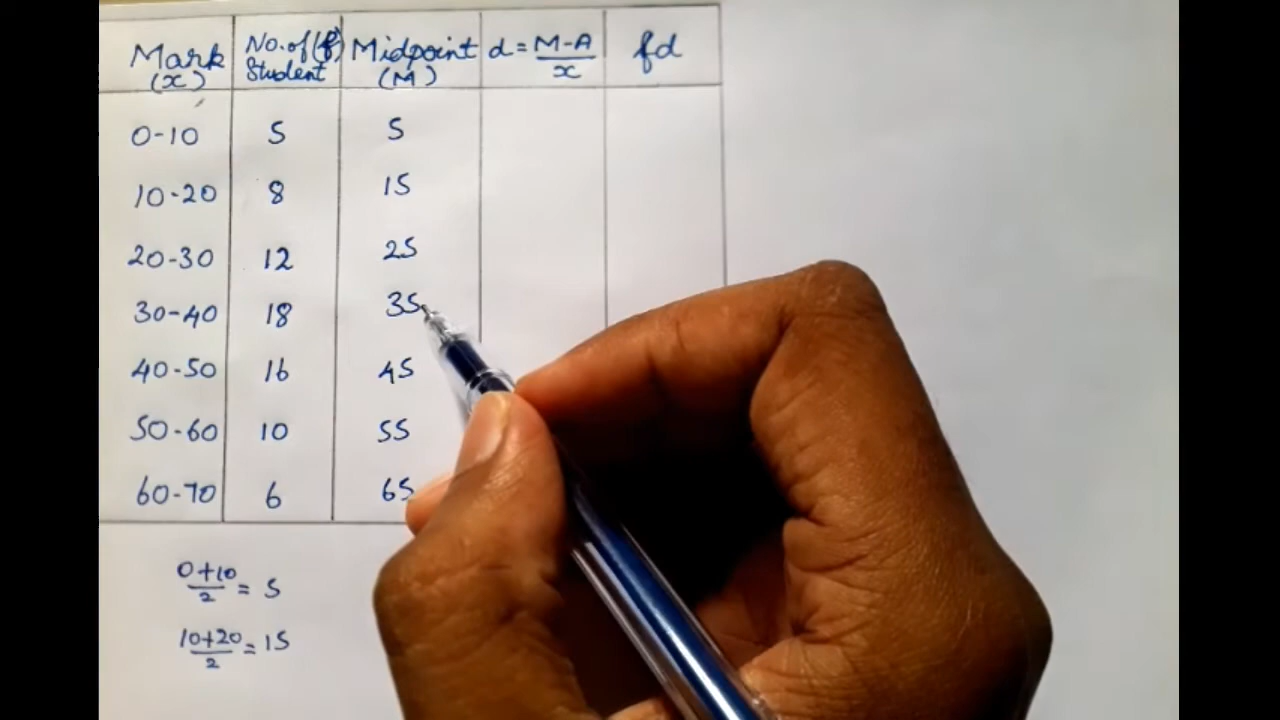 Mark (x) No. of (f) Student Midpoint (M) d = M-A/x fd
0-10 5 5
10-20 8 15
20-30 12 25
30-40 18 35
40-50 16 45
50-60 10 55
60-70 6 65
0+10/2 = 5
10+20/2 = 15